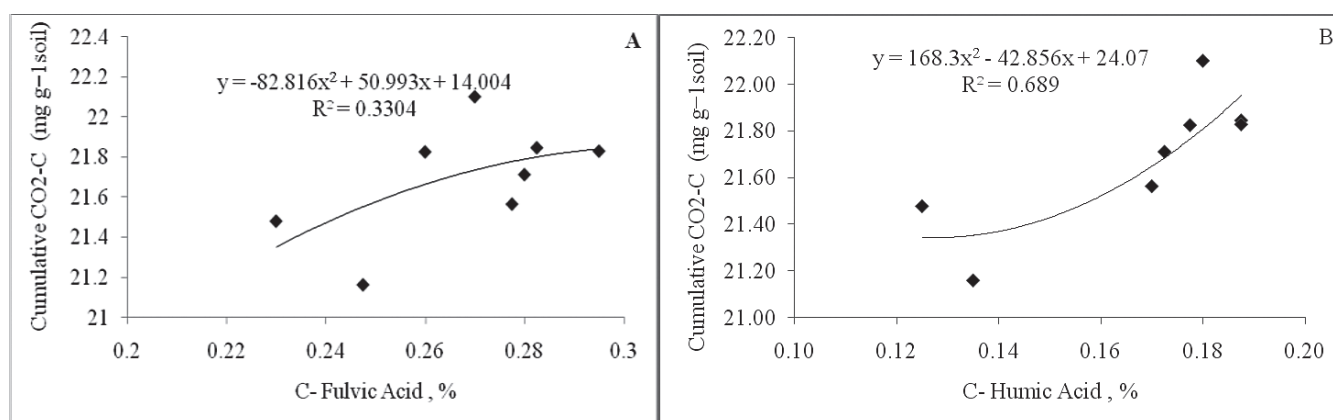 A
Cumulative CO2-C (mg g−1soil)
22.4
22.2
22
21.8
21.6
21.4
21.2
21
y = -82.816x² + 50.993x + 14.004
R² = 0.3304
0.2
0.22
0.24
0.26
0.28
0.3
C- Fulvic Acid , %
B
Cumulative CO2-C (mg g−1soil)
22.20
22.00
21.80
21.60
21.40
21.20
21.00
y = 168.3x² - 42.856x + 24.07
R² = 0.689
0.10
0.12
0.14
0.16
0.18
0.20
C- Humic Acid , %